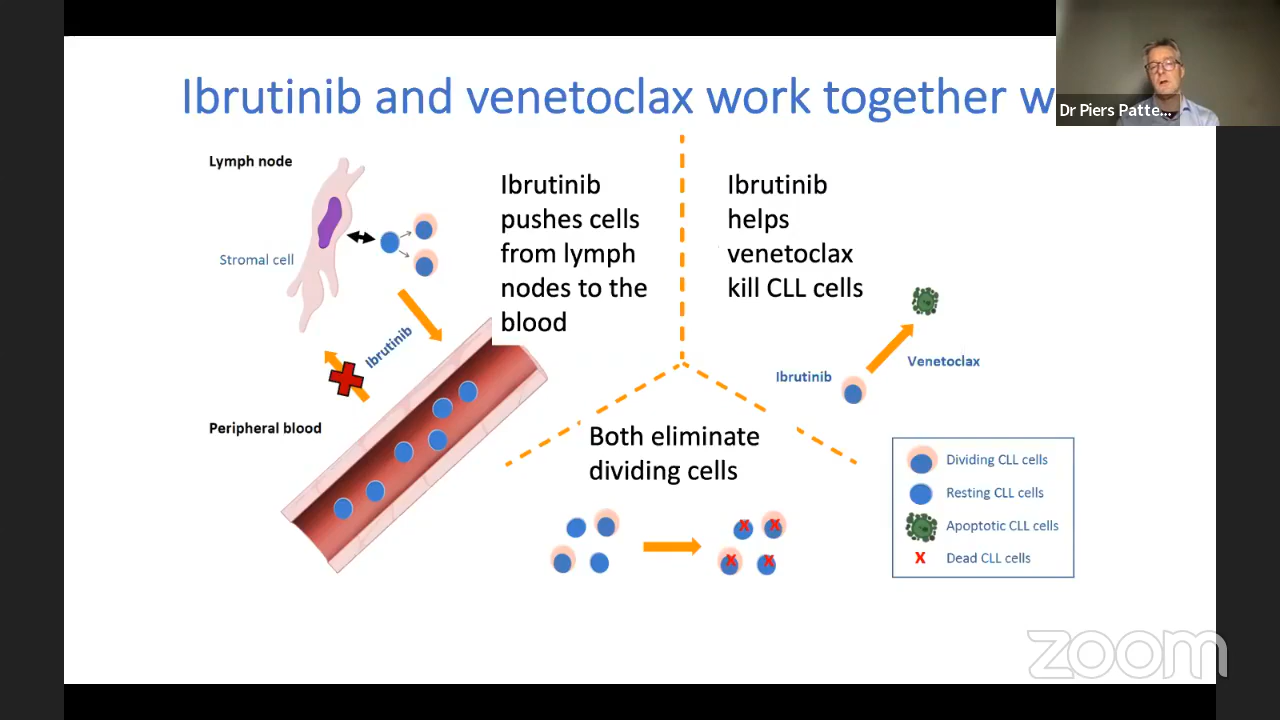 Ibrutinib and venetoclax work together w
Dr Piers Patte...
Lymph node
Stromal cell
Ibrutinib
pushes cells
from lymph
nodes to the
blood
Ibrutinib
Peripheral blood
Ibrutinib
helps
venetoclax
kill CLL cells
Ibrutinib
Venetoclax
Both eliminate
dividing cells
X X
X X
Dividing CLL cells
Resting CLL cells
Apoptotic CLL cells
X Dead CLL cells
zoom